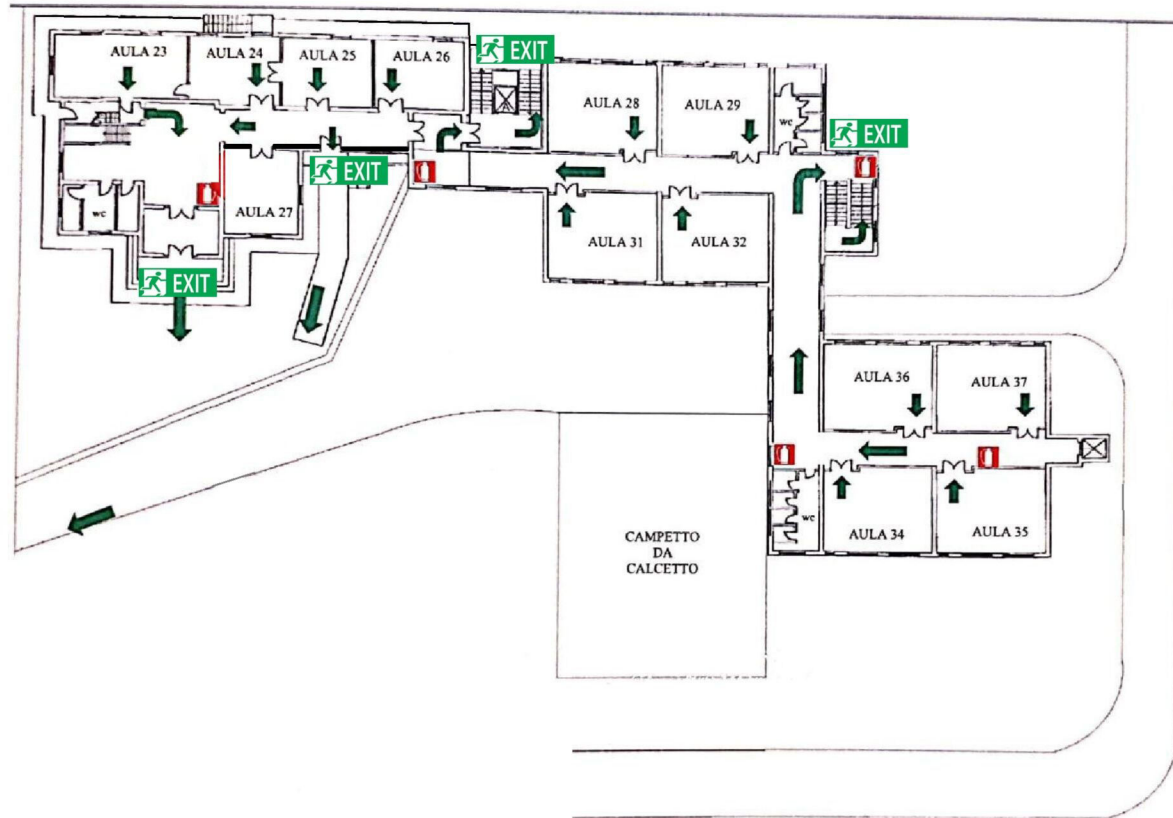 AULA 23
AULA 24
AULA 25
AULA 26
EXIT
AULA 28
AULA 29
wc
EXIT
EXIT
wc
AULA 27
AULA 31
AULA 32
EXIT
AULA 36
AULA 37
wc
AULA 34
AULA 35
CAMPETTO
DA
CALCETTO